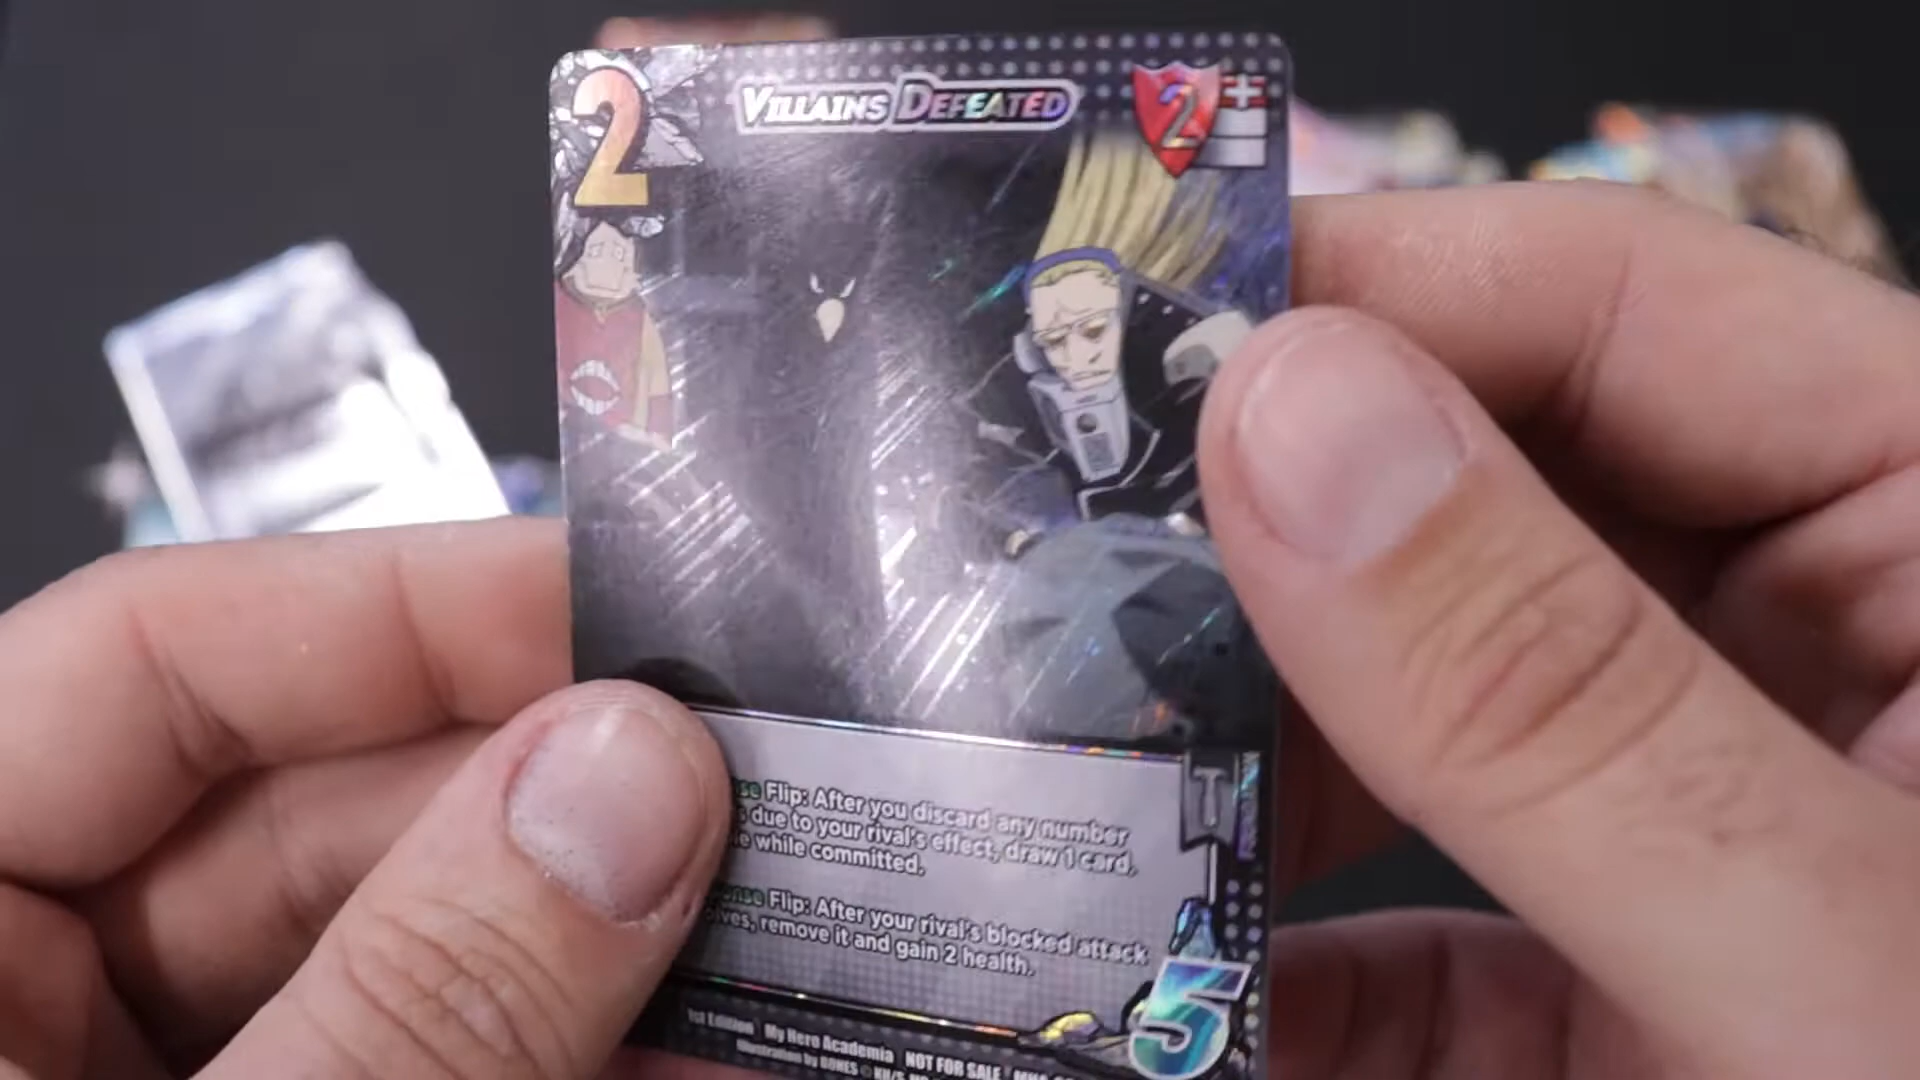 2
VILLAINS DEFEATED
2
+
Flip: After you discard any number
due to your rival's effect, draw 1 card.
while committed.
Flip: After your rival's blocked attack
remove it and gain 2 health.
T
5
1st Edition My Hero Academia NOT FOR SALE
Illustration by BONES